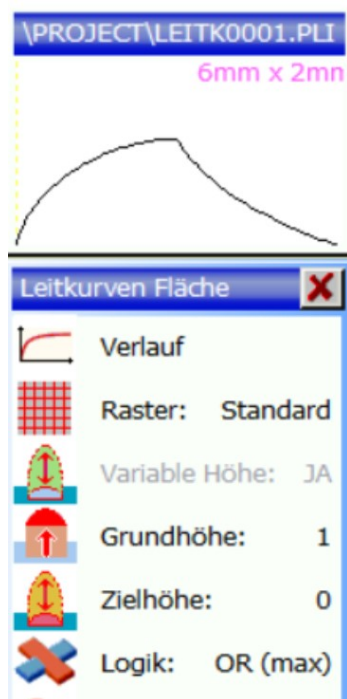 \PROJECT\LEITK0001.PLI
6mm x 2mm
Leitkurven Fläche
Verlauf
Raster: Standard
Variable Höhe: JA
Grundhöhe: 1
Zielhöhe: 0
Logik: OR (max)